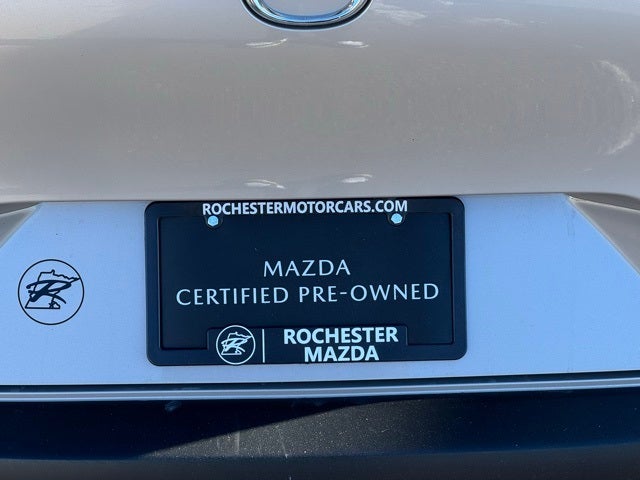 ROCHESTERMOTORCARS.COM
MAZDA
CERTIFIED PRE-OWNED
ROCHESTER
MAZDA